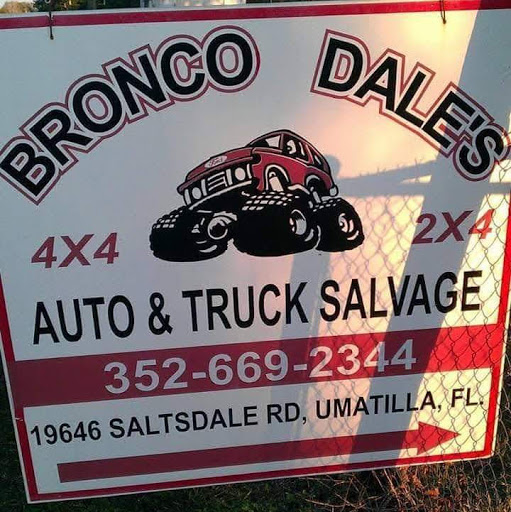 BRONCO DALE'S
4X4 2X4
AUTO & TRUCK SALVAGE
352-669-2344
19646 SALTSDALE RD, UMATILLA, FL.